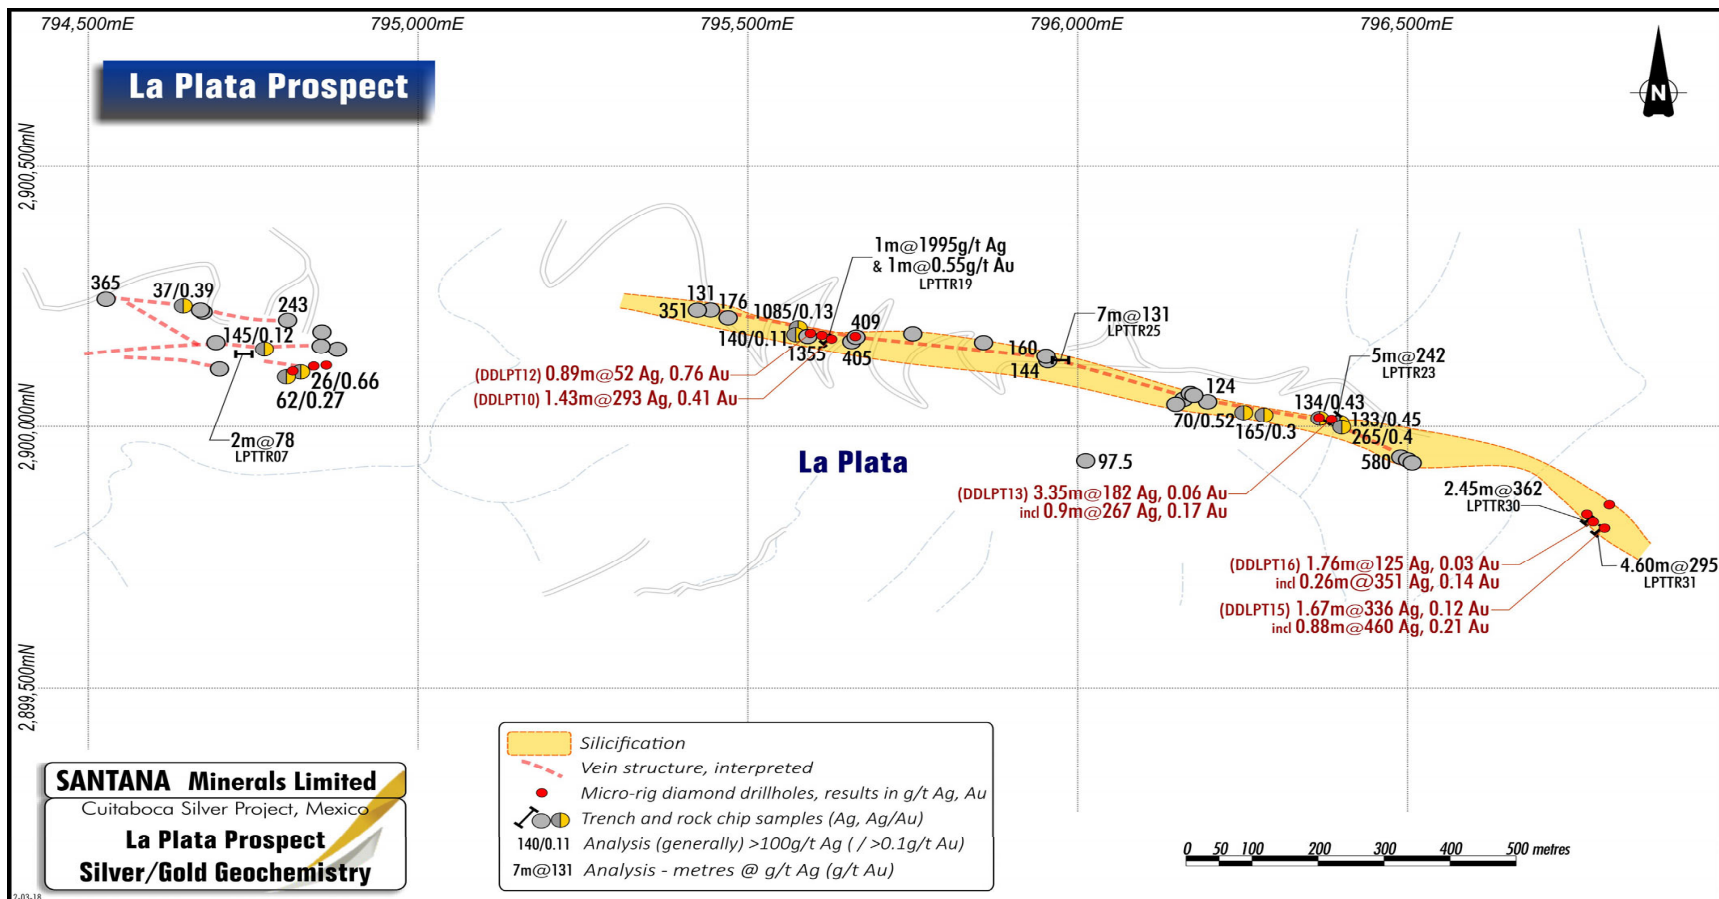 794,500mE
795,000mE
795,500mE
796,000mE
796,500mE
La Plata Prospect
N
2,900,500mN
2,900,000mN
2,899,500mN
365
37/0.39
243
145/0.12
26/0.66
62/0.27
2m@78
LPTTR07
1m@1995g/t Ag
& 1m@0.55g/t Au
LPTTR19
131
176
351
1085/0.13
140/0.11
1355
409
405
(DDLPT12) 0.89m@52 Ag, 0.76 Au
(DDLPT10) 1.43m@293 Ag, 0.41 Au
7m@131
LPTTR25
160
144
5m@242
LPTTR23
124
70/0.52
165/0.3
134/0.43
133/0.45
265/0.4
580
97.5
La Plata
(DDLPT13) 3.35m@182 Ag, 0.06 Au
incl 0.9m@267 Ag, 0.17 Au
2.45m@362
LPTTR30
4.60m@295
LPTTR31
(DDLPT16) 1.76m@125 Ag, 0.03 Au
incl 0.26m@351 Ag, 0.14 Au
(DDLPT15) 1.67m@336 Ag, 0.12 Au
incl 0.88m@460 Ag, 0.21 Au
Silicification
Vein structure, interpreted
Micro-rig diamond drillholes, results in g/t Ag, Au
Trench and rock chip samples (Ag, Ag/Au)
140/0.11 Analysis (generally) >100g/t Ag ( / >0.1g/t Au)
7m@131 Analysis - metres @ g/t Ag (g/t Au)
SANTANA Minerals Limited
Cuitaboca Silver Project, Mexico
La Plata Prospect
Silver/Gold Geochemistry
0 50 100 200 300 400 500 metres
2-03-18